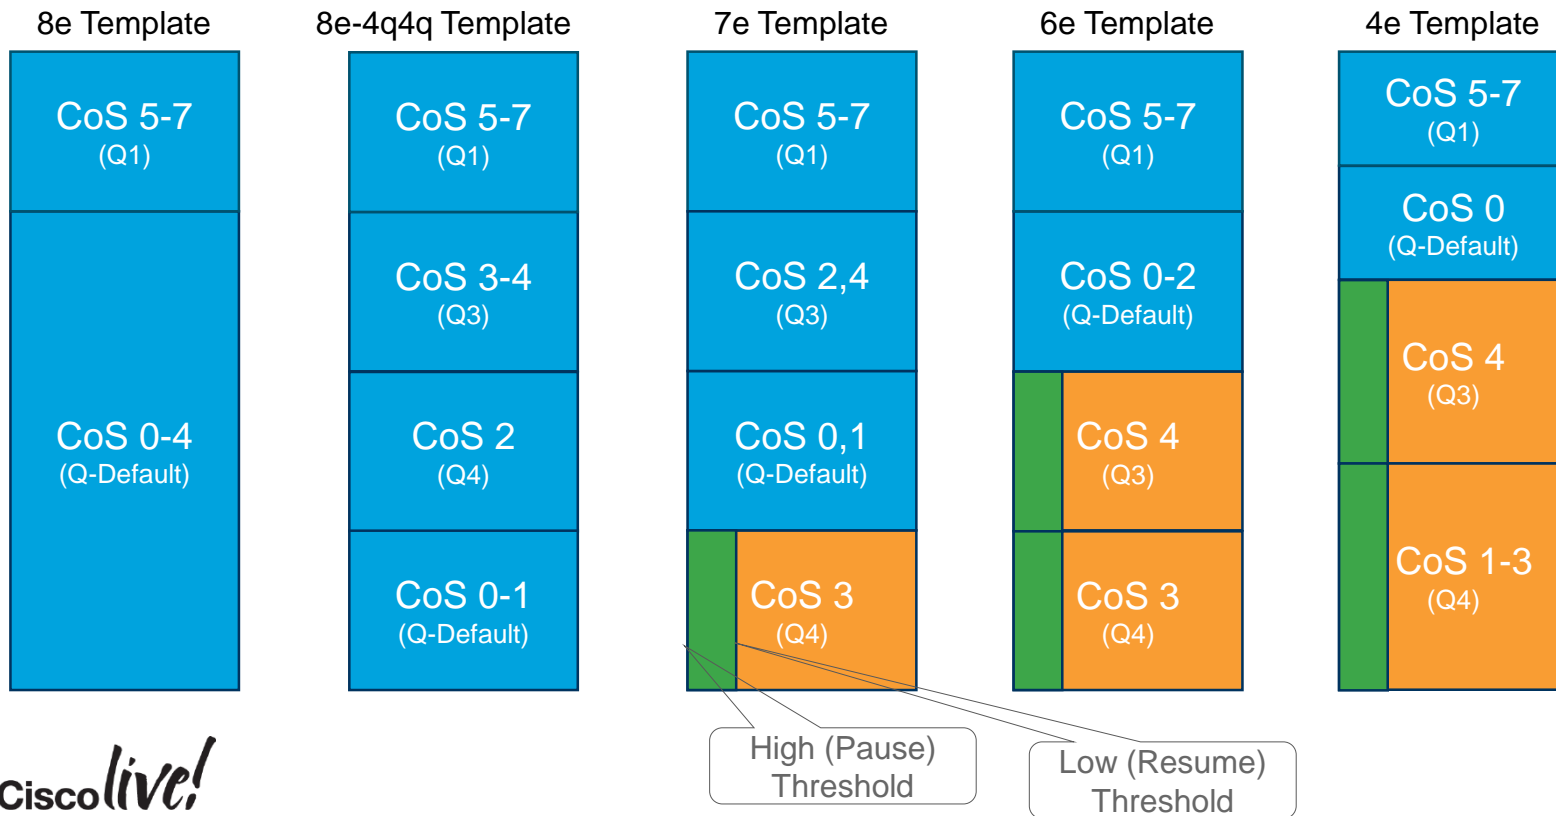 8e Template
8e-4q4q Template
7e Template
6e Template
4e Template
CoS 5-7
(Q1)
CoS 0-4
(Q-Default)
CoS 5-7
(Q1)
CoS 3-4
(Q3)
CoS 2
(Q4)
CoS 0-1
(Q-Default)
CoS 5-7
(Q1)
CoS 2,4
(Q3)
CoS 0,1
(Q-Default)
CoS 3
(Q4)
CoS 5-7
(Q1)
CoS 0-2
(Q-Default)
CoS 4
(Q3)
CoS 3
(Q4)
CoS 5-7
(Q1)
CoS 0
(Q-Default)
CoS 4
(Q3)
CoS 1-3
(Q4)
High (Pause)
Threshold
Low (Resume)
Threshold
Cisco live!